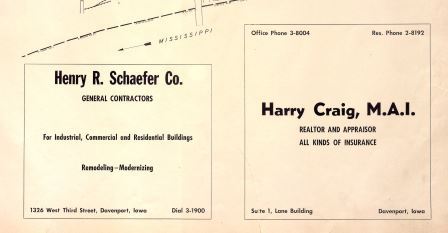 MISSISSIPPI
Henry R. Schaefer Co.
GENERAL CONTRACTORS
For Industrial, Commercial and Residential Buildings
Remodeling—Modernizing
1326 West Third Street, Davenport, Iowa Dial 3-1900
Office Phone 3-8004 Res. Phone 2-8192
Harry Craig, M.A.I.
REALTOR AND APPRAISOR
ALL KINDS OF INSURANCE
Suite 1, Lane Building Davenport, Iowa